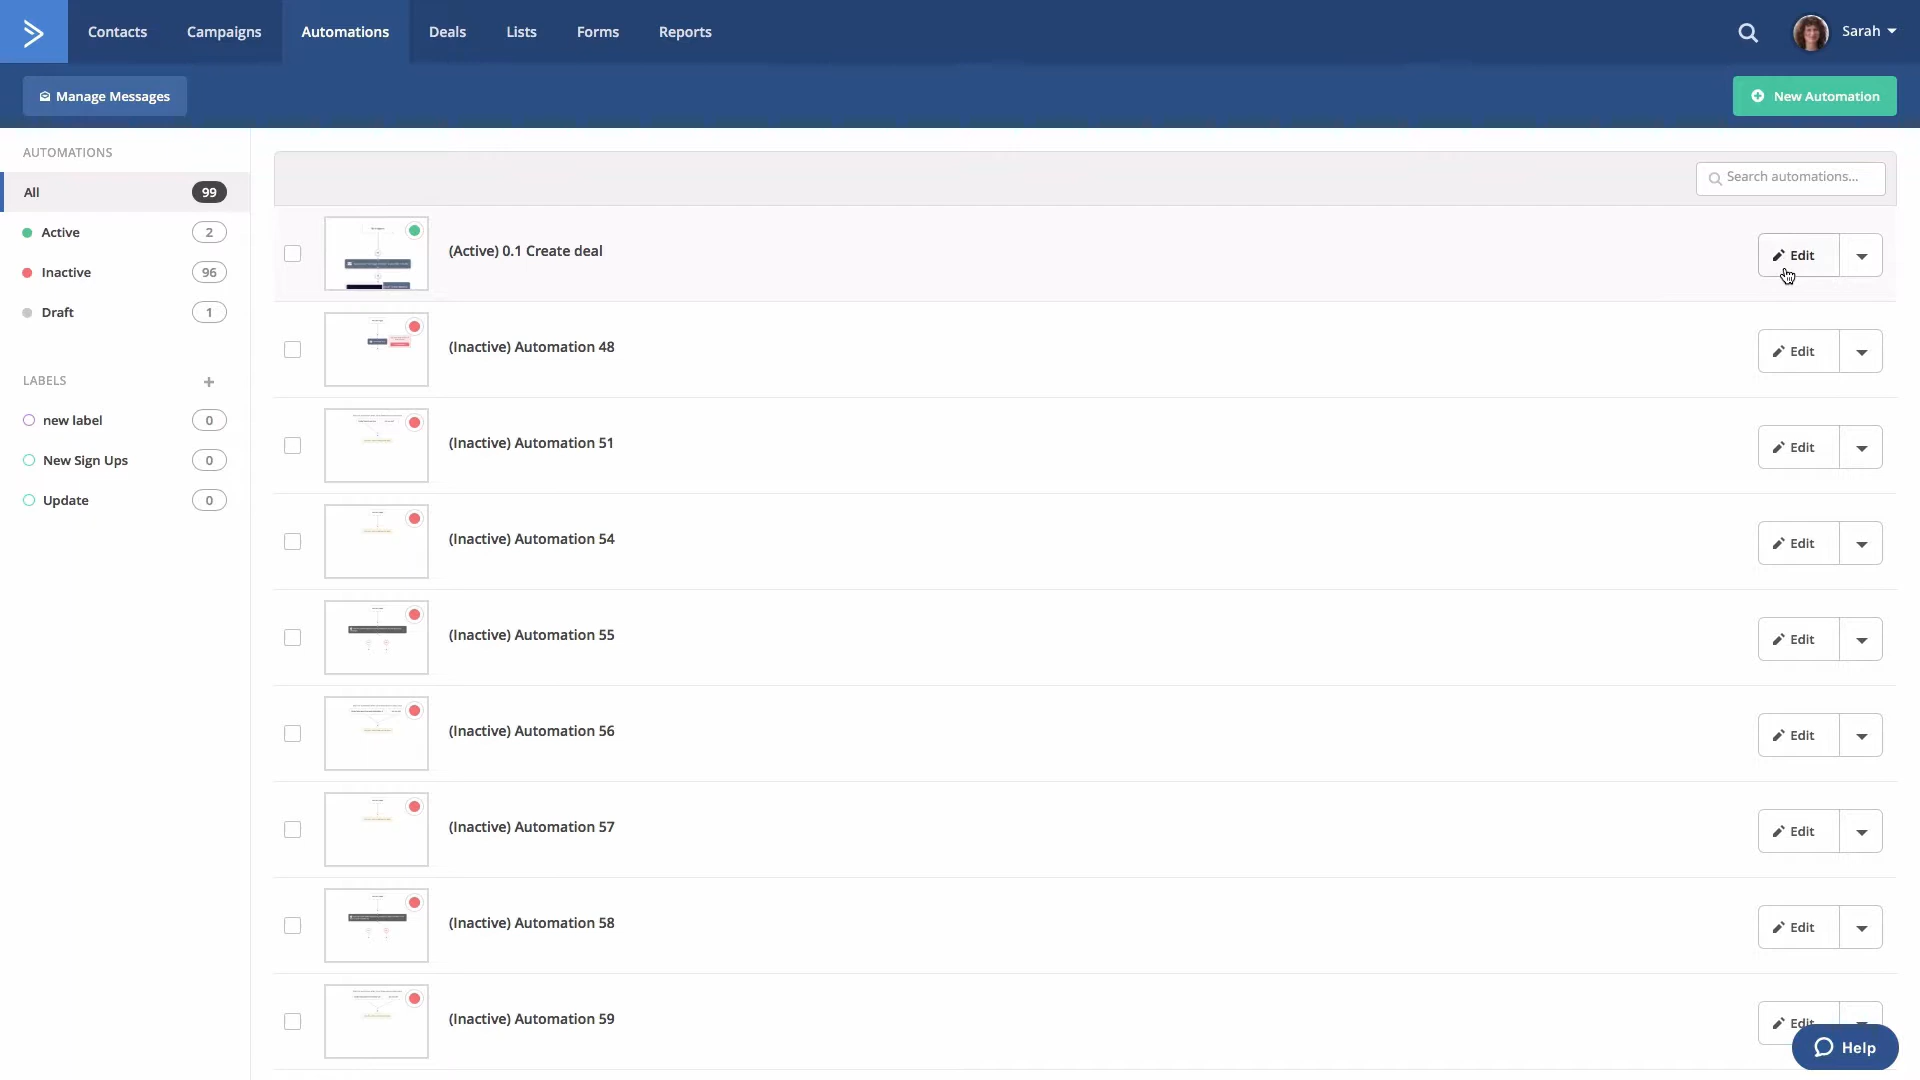 Contacts
Campaigns
Automations
Deals
Lists
Forms
Reports
Sarah
Manage Messages
New Automation
AUTOMATIONS
All 99
Active 2
Inactive 96
Draft 1
LABELS
new label 0
New Sign Ups 0
Update 0
Search automations...
(Active) 0.1 Create deal
Edit
(Inactive) Automation 48
Edit
(Inactive) Automation 51
Edit
(Inactive) Automation 54
Edit
(Inactive) Automation 55
Edit
(Inactive) Automation 56
Edit
(Inactive) Automation 57
Edit
(Inactive) Automation 58
Edit
(Inactive) Automation 59
Edit
Help